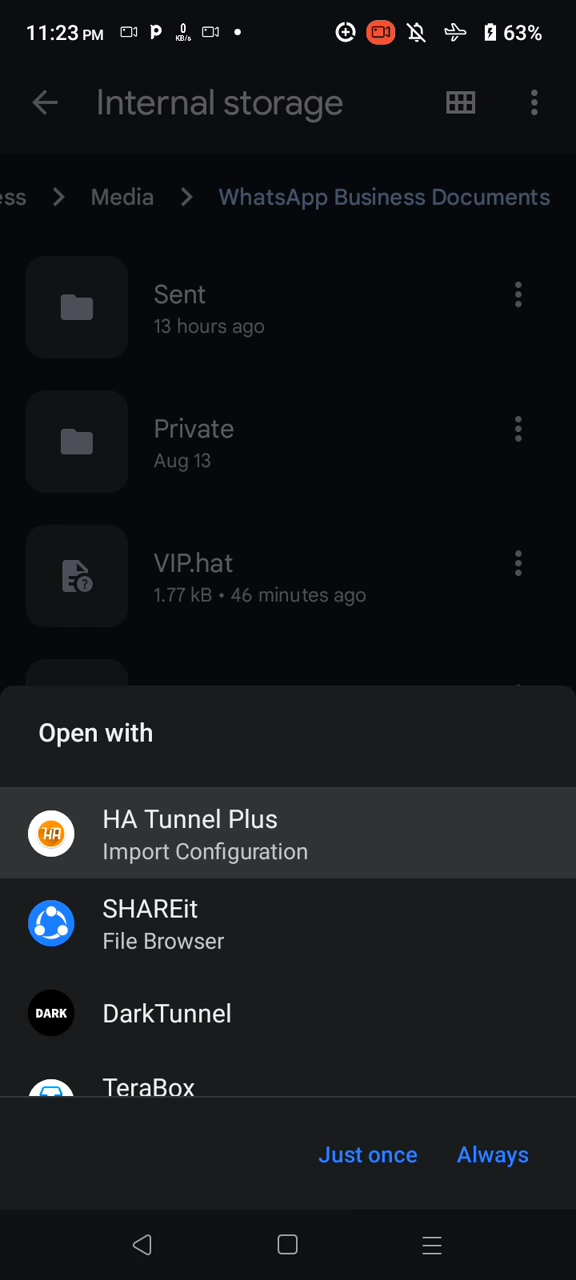 11:23 PM
0
KB/s
63%
Internal storage
ess
Media
WhatsApp Business Documents
Sent
13 hours ago
Private
Aug 13
VIP.hat
1.77 kB • 46 minutes ago
Open with
HA Tunnel Plus
Import Configuration
HA
SHAREit
File Browser
DARK
DarkTunnel
TeraBox
Just once
Always